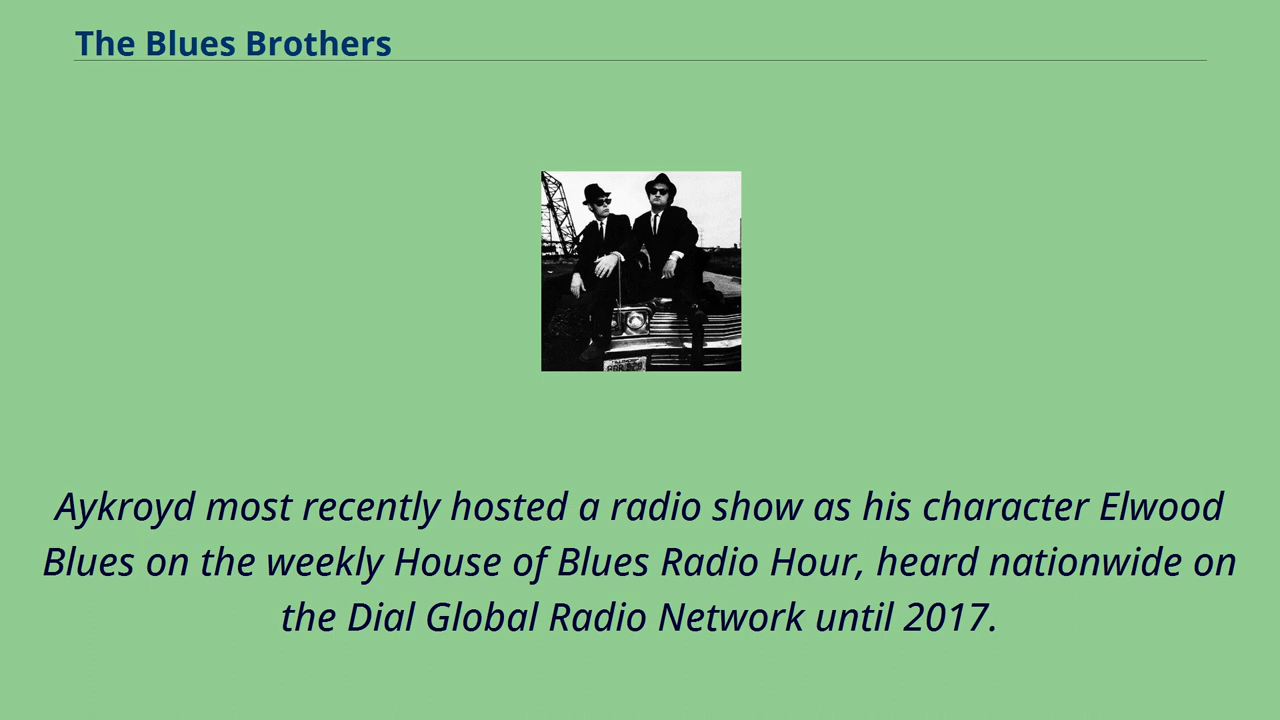 The Blues Brothers
Aykroyd most recently hosted a radio show as his character Elwood
Blues on the weekly House of Blues Radio Hour, heard nationwide on
the Dial Global Radio Network until 2017.